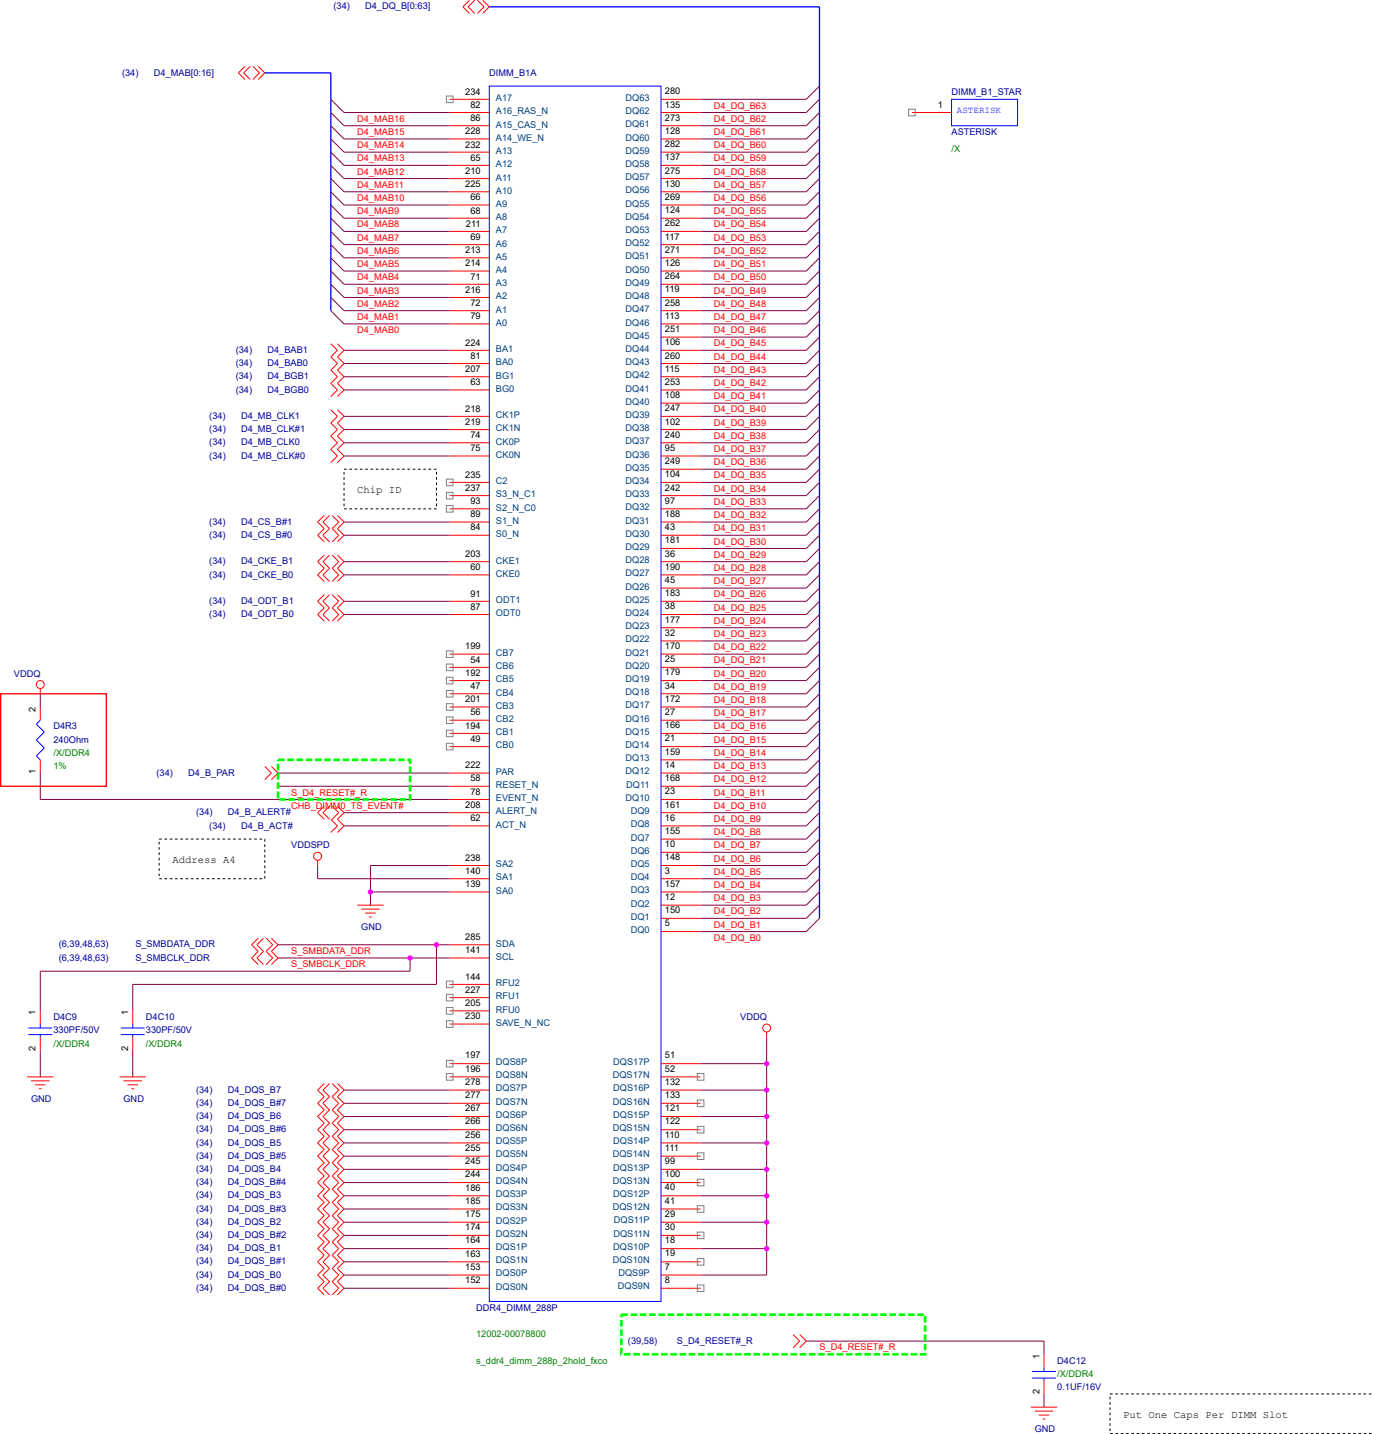 (34) D4_DQ_B[0:63]
(34) D4_MAB[0:16]
DIMM_B1A
DIMM_B1_STAR
1
ASTERISK
ASTERISK
/X
234 A17
82 A16_RAS_N
D4_MAB16
86 A15_CAS_N
D4_MAB15
228 A14_WE_N
D4_MAB14
232 A13
D4_MAB13
65 A12
D4_MAB12
210 A11
D4_MAB11
225 A10
D4_MAB10
66 A9
D4_MAB9
68 A8
D4_MAB8
211 A7
D4_MAB7
69 A6
D4_MAB6
213 A5
D4_MAB5
214 A4
D4_MAB4
71 A3
D4_MAB3
216 A2
D4_MAB2
72 A1
D4_MAB1
79 A0
D4_MAB0
(34) D4_BAB1 224 BA1
(34) D4_BAB0 81 BA0
(34) D4_BGB1 207 BG1
(34) D4_BGB0 63 BG0
(34) D4_MB_CLK1 218 CK1P
(34) D4_MB_CLK#1 219 CK1N
(34) D4_MB_CLK0 74 CK0P
(34) D4_MB_CLK#0 75 CK0N
Chip ID
235 C2
237 S3_N_C1
93 S2_N_C0
(34) D4_CS_B#1 89 S1_N
(34) D4_CS_B#0 84 S0_N
(34) D4_CKE_B1 203 CKE1
(34) D4_CKE_B0 60 CKE0
(34) D4_ODT_B1 91 ODT1
(34) D4_ODT_B0 87 ODT0
199 CB7
54 CB6
192 CB5
47 CB4
201 CB3
56 CB2
194 CB1
49 CB0
VDDQ
2
D4R3
240Ohm
/X/DDR4
1%
1
(34) D4_B_PAR 222 PAR
58 RESET_N
S_D4_RESET#_R
78 EVENT_N
CHB_DIMM0_TS_EVENT#
(34) D4_B_ALERT# 208 ALERT_N
(34) D4_B_ACT# 62 ACT_N
Address A4
VDDSPD
238 SA2
140 SA1
139 SA0
GND
(6,39,48,63) S_SMBDATA_DDR 285 SDA
S_SMBDATA_DDR
(6,39,48,63) S_SMBCLK_DDR 141 SCL
S_SMBCLK_DDR
144 RFU2
227 RFU1
205 RFU0
230 SAVE_N_NC
1
D4C9
330PF/50V
/X/DDR4
2
GND
1
D4C10
330PF/50V
/X/DDR4
2
GND
197 DQS8P
196 DQS8N
(34) D4_DQS_B7 278 DQS7P
(34) D4_DQS_B#7 277 DQS7N
(34) D4_DQS_B6 267 DQS6P
(34) D4_DQS_B#6 266 DQS6N
(34) D4_DQS_B5 256 DQS5P
(34) D4_DQS_B#5 255 DQS5N
(34) D4_DQS_B4 245 DQS4P
(34) D4_DQS_B#4 244 DQS4N
(34) D4_DQS_B3 186 DQS3P
(34) D4_DQS_B#3 185 DQS3N
(34) D4_DQS_B2 175 DQS2P
(34) D4_DQS_B#2 174 DQS2N
(34) D4_DQS_B1 164 DQS1P
(34) D4_DQS_B#1 163 DQS1N
(34) D4_DQS_B0 153 DQS0P
(34) D4_DQS_B#0 152 DQS0N
DQ63 280 D4_DQ_B63
DQ62 135 D4_DQ_B62
DQ61 273 D4_DQ_B61
DQ60 128 D4_DQ_B60
DQ59 282 D4_DQ_B59
DQ58 137 D4_DQ_B58
DQ57 275 D4_DQ_B57
DQ56 130 D4_DQ_B56
DQ55 269 D4_DQ_B55
DQ54 124 D4_DQ_B54
DQ53 262 D4_DQ_B53
DQ52 117 D4_DQ_B52
DQ51 271 D4_DQ_B51
DQ50 126 D4_DQ_B50
DQ49 264 D4_DQ_B49
DQ48 119 D4_DQ_B48
DQ47 258 D4_DQ_B47
DQ46 113 D4_DQ_B46
DQ45 251 D4_DQ_B45
DQ44 106 D4_DQ_B44
DQ43 260 D4_DQ_B43
DQ42 115 D4_DQ_B42
DQ41 253 D4_DQ_B41
DQ40 108 D4_DQ_B40
DQ39 247 D4_DQ_B39
DQ38 102 D4_DQ_B38
DQ37 240 D4_DQ_B37
DQ36 95 D4_DQ_B36
DQ35 249 D4_DQ_B35
DQ34 104 D4_DQ_B34
DQ33 242 D4_DQ_B33
DQ32 97 D4_DQ_B32
DQ31 188 D4_DQ_B31
DQ30 43 D4_DQ_B30
DQ29 181 D4_DQ_B29
DQ28 36 D4_DQ_B28
DQ27 190 D4_DQ_B27
DQ26 45 D4_DQ_B26
DQ25 183 D4_DQ_B25
DQ24 38 D4_DQ_B24
DQ23 177 D4_DQ_B23
DQ22 32 D4_DQ_B22
DQ21 170 D4_DQ_B21
DQ20 25 D4_DQ_B20
DQ19 179 D4_DQ_B19
DQ18 34 D4_DQ_B18
DQ17 172 D4_DQ_B17
DQ16 27 D4_DQ_B16
DQ15 166 D4_DQ_B15
DQ14 21 D4_DQ_B14
DQ13 159 D4_DQ_B13
DQ12 14 D4_DQ_B12
DQ11 168 D4_DQ_B11
DQ10 23 D4_DQ_B10
DQ9 161 D4_DQ_B9
DQ8 16 D4_DQ_B8
DQ7 155 D4_DQ_B7
DQ6 10 D4_DQ_B6
DQ5 148 D4_DQ_B5
DQ4 3 D4_DQ_B4
DQ3 157 D4_DQ_B3
DQ2 12 D4_DQ_B2
DQ1 150 D4_DQ_B1
DQ0 5 D4_DQ_B0
VDDQ
DQS17P 51
DQS17N 52
DQS16P 132
DQS16N 133
DQS15P 121
DQS15N 122
DQS14P 110
DQS14N 111
DQS13P 99
DQS13N 100
DQS12P 40
DQS12N 41
DQS11P 29
DQS11N 30
DQS10P 18
DQS10N 19
DQS9P 7
DQS9N 8
DDR4_DIMM_288P
12002-00078800
s_ddr4_dimm_288p_2hold_fxco
(39,58) S_D4_RESET#_R
S_D4_RESET#_R
1
D4C12
/X/DDR4
0.1UF/16V
2
GND
Put One Caps Per DIMM Slot